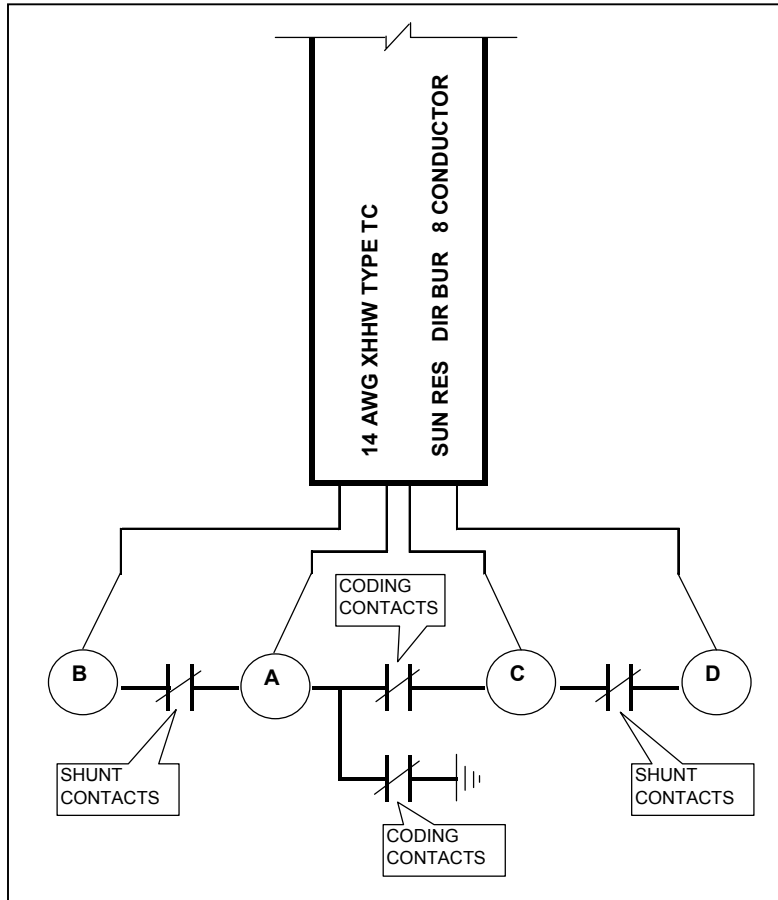 14 AWG XHHW TYPE TC
SUN RES DIR BUR 8 CONDUCTOR
CODING
CONTACTS
B
A
C
D
SHUNT
CONTACTS
SHUNT
CONTACTS
CODING
CONTACTS